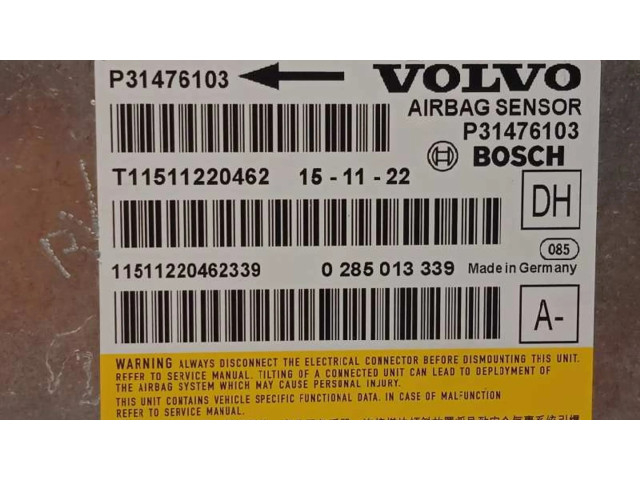 P31476103 VOLVO
AIRBAG SENSOR
P31476103
BOSCH
T11511220462 15 - 11 - 22
DH
085
11511220462339 0 285 013 339 Made in Germany
A-
WARNING ALWAYS DISCONNECT THE ELECTRICAL CONNECTOR BEFORE DISMOUNTING THIS UNIT.
REFER TO SERVICE MANUAL. TILTING OF A CONNECTED UNIT CAN LEAD TO DEPLOYMENT OF
THE AIRBAG SYSTEM WHICH MAY CAUSE PERSONAL INJURY.
THIS UNIT CONTAINS VEHICLE SPECIFIC FUNCTIONAL DATA. IN CASE OF MALFUNCTION
REFER TO SERVICE MANUAL.